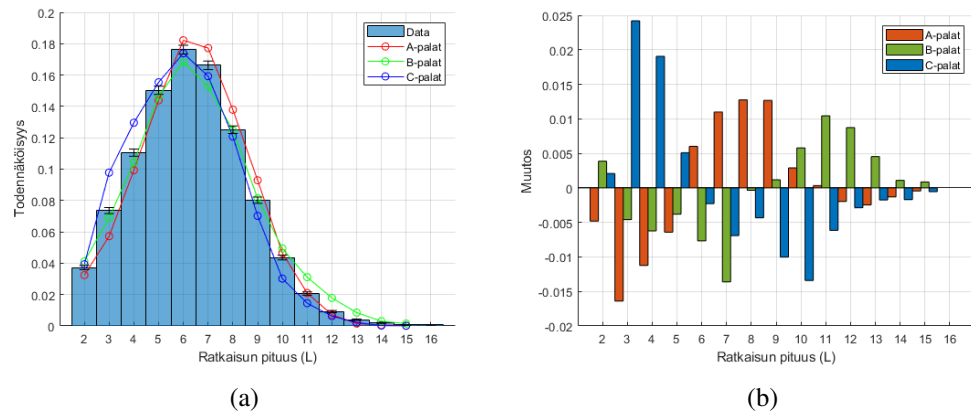 0.2
0.18
0.16
0.14
0.12
0.1
0.08
0.06
0.04
0.02
0
Todennäköisyys
Data
A-palat
B-palat
C-palat
2 3 4 5 6 7 8 9 10 11 12 13 14 15 16
Ratkaisun pituus (L)
(a)
0.025
0.02
0.015
0.01
0.005
0
-0.005
-0.01
-0.015
-0.02
Muutos
A-palat
B-palat
C-palat
2 3 4 5 6 7 8 9 10 11 12 13 14 15 16
Ratkaisun pituus (L)
(b)